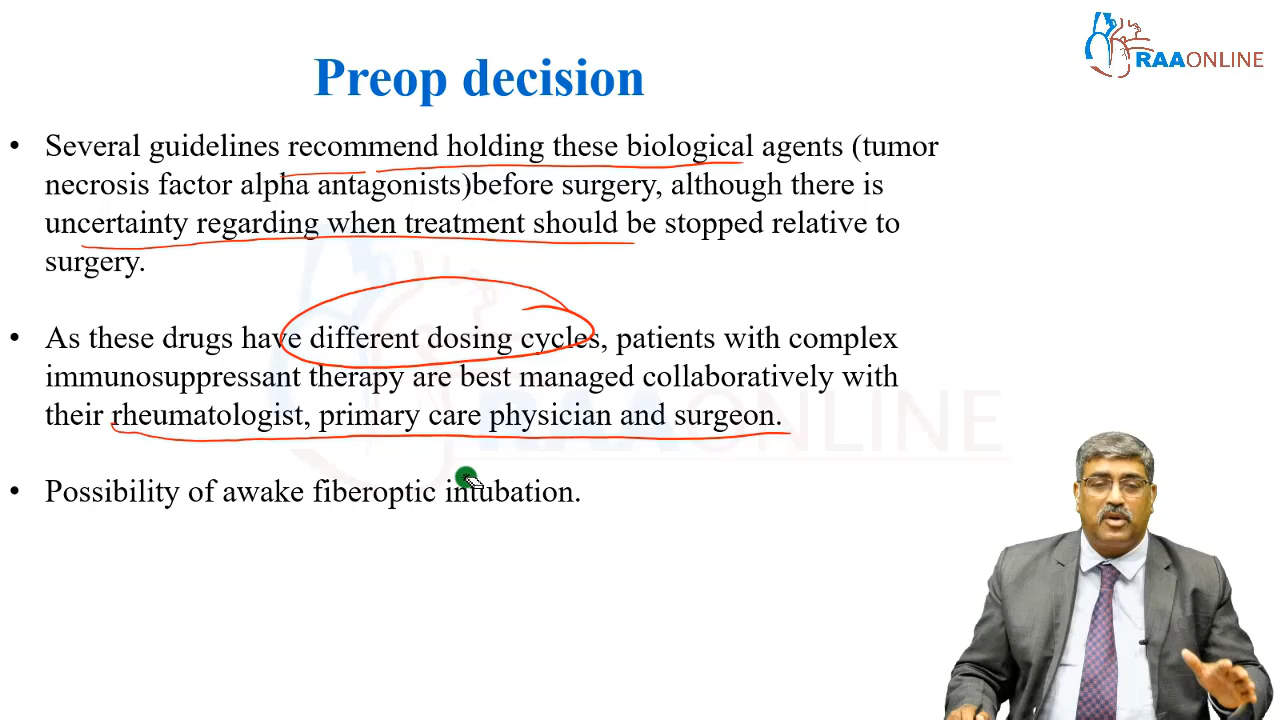 RAAONLINE
Preop decision
• Several guidelines recommend holding these biological agents (tumor
necrosis factor alpha antagonists)before surgery, although there is
uncertainty regarding when treatment should be stopped relative to
surgery.
• As these drugs have different dosing cycles, patients with complex
immunosuppressant therapy are best managed collaboratively with
their rheumatologist, primary care physician and surgeon.
RAAONLINE
• Possibility of awake fiberoptic intubation.